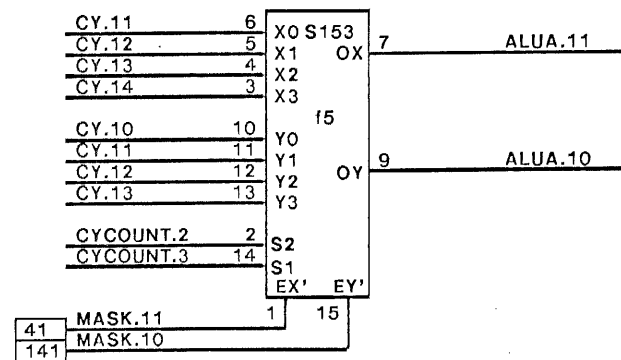 CY.11 6 X0 S153
CY.12 5 X1 OX 7 ALUA.11
CY.13 4 X2
CY.14 3 X3
f5
CY.10 10 Y0
CY.11 11 Y1
CY.12 12 Y2 OY 9 ALUA.10
CY.13 13 Y3
CYCOUNT.2 2 S2
CYCOUNT.3 14 S1
EX' EY'
1 15
41 MASK.11
141 MASK.10